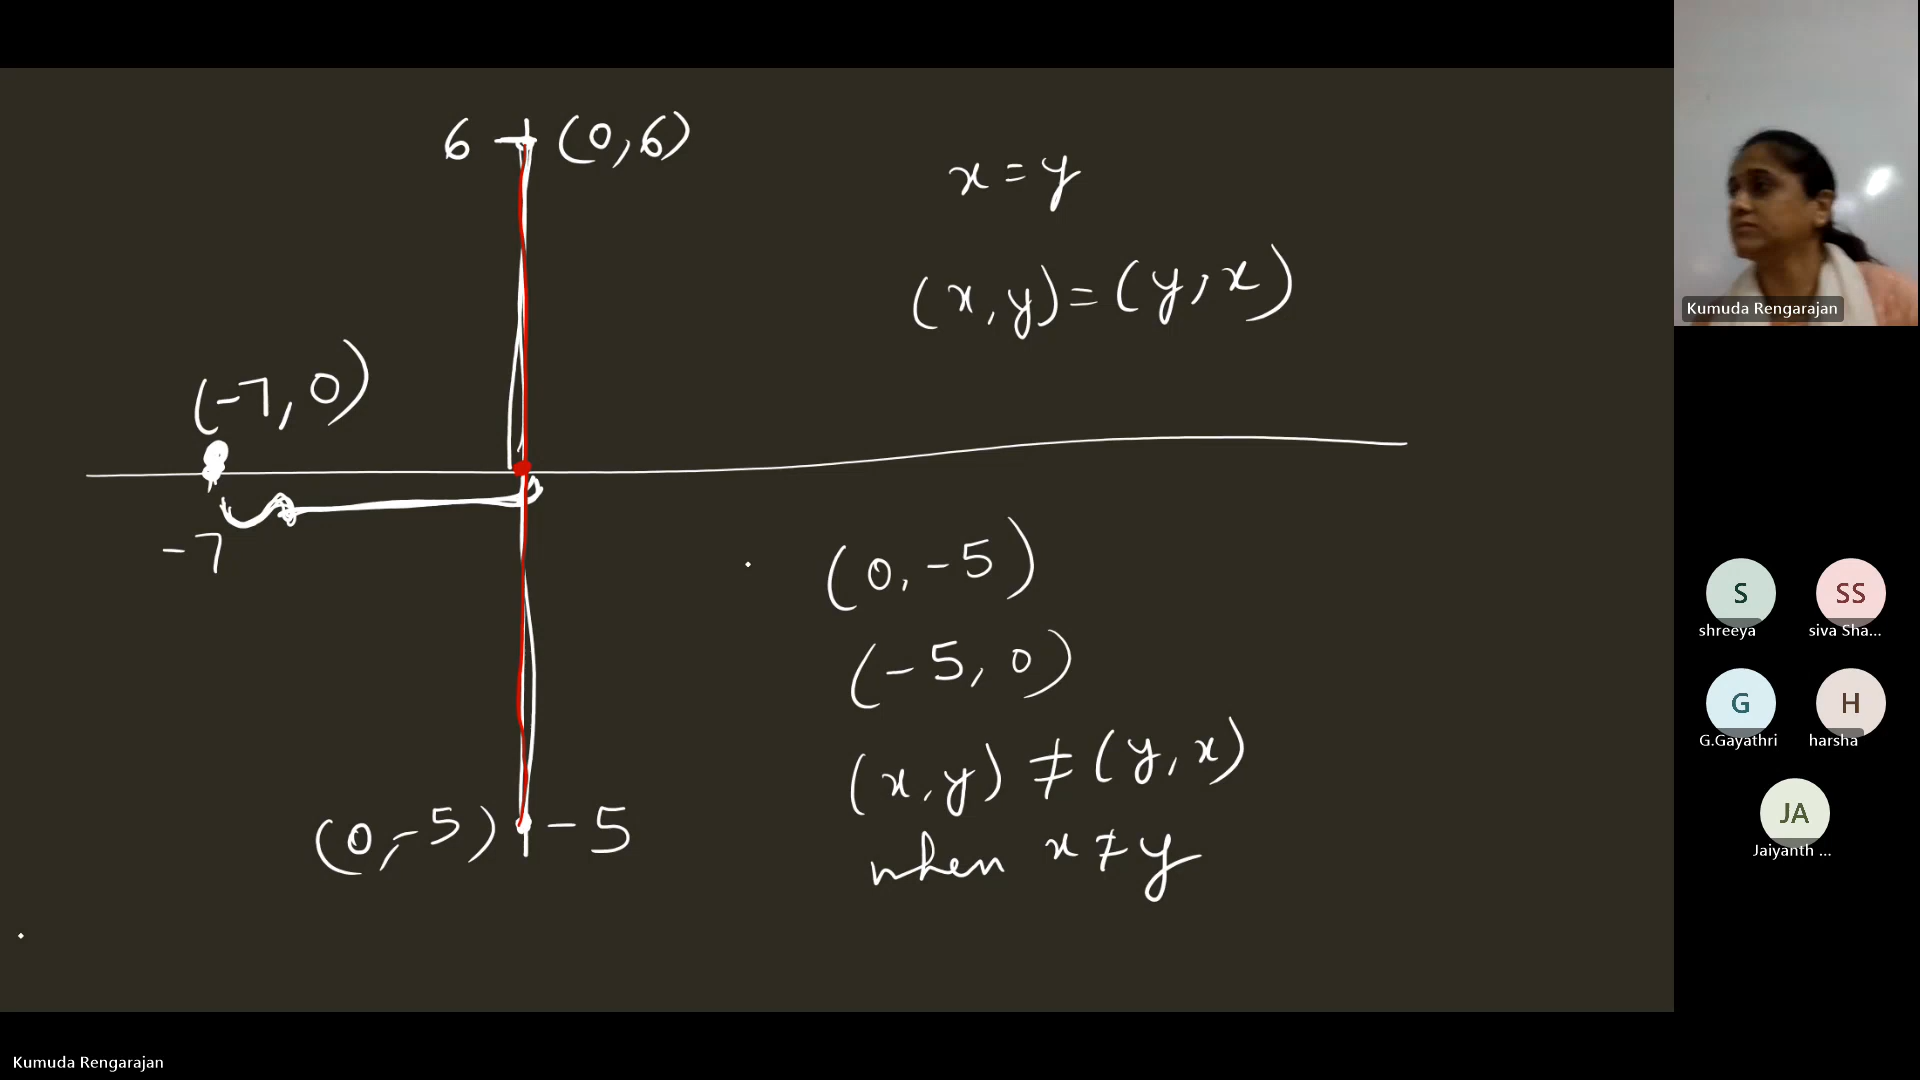 6 (0,6)
x = y
(x,y) = (y,x)
(-7,0)
-7
(0,-5)
(-5,0)
(x,y) ≠ (y,x)
(0,-5) -5
when x ≠ y
Kumuda Rengarajan
S
shreeya
SS
siva Sha...
G
G.Gayathri
H
harsha
JA
Jaiyanth ...
Kumuda Rengarajan